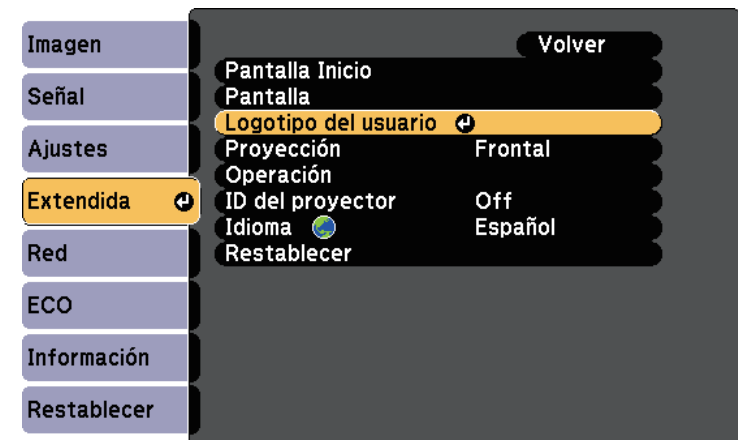 Imagen
Señal
Ajustes
Extendida
Red
ECO
Información
Restablecer
Volver
Pantalla Inicio
Pantalla
Logotipo del usuario
Proyección Frontal
Operación
ID del proyector Off
Idioma Español
Restablecer